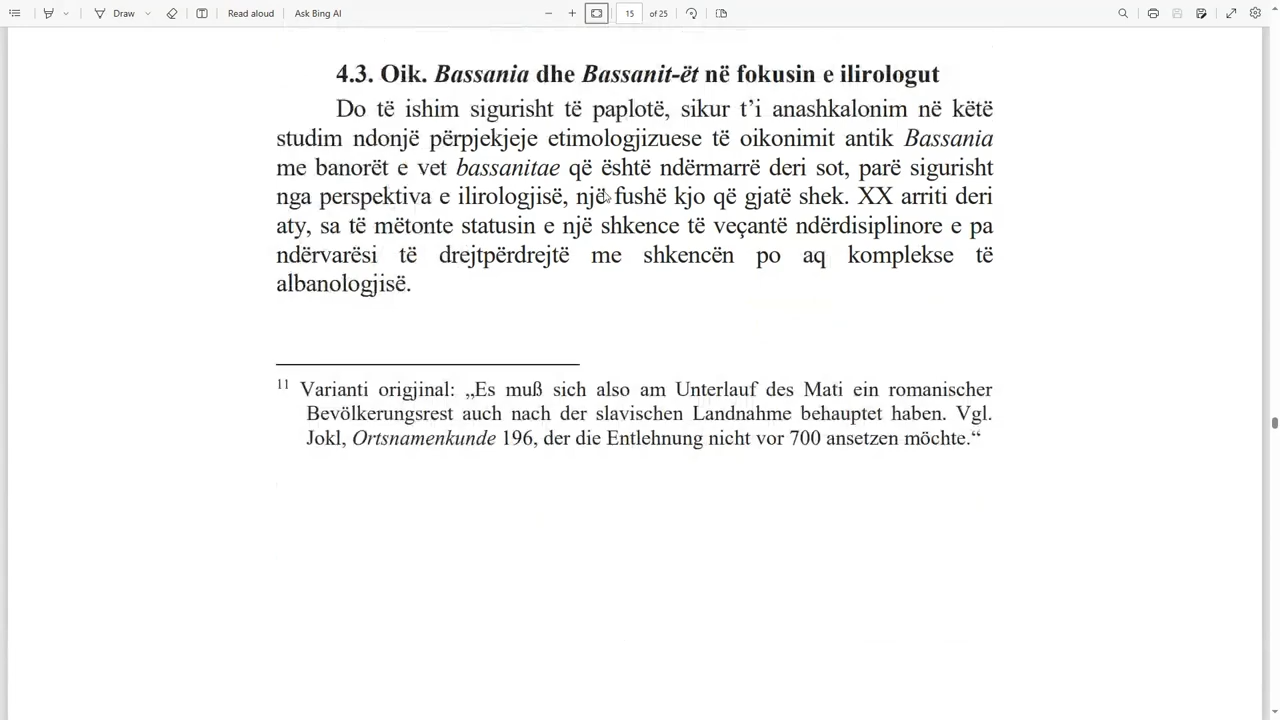 Draw
Read aloud
Ask Bing AI
15
of 25
4.3. Oik. Bassania dhe Bassanit-ët në fokusin e ilirologut
Do të ishim sigurisht të paplotë, sikur t’i anashkalonim në këtë
studim ndonjë përpjekjeje etimologjizuese të oikonimit antik Bassania
me banorët e vet bassanitae që është ndërmarrë deri sot, parë sigurisht
nga perspektiva e ilirologjisë, një fushë kjo që gjatë shek. XX arriti deri
aty, sa të mëtonte statusin e një shkence të veçantë ndërdisiplinore e pa
ndërvarësi të drejtpërdrejtë me shkencën po aq komplekse të
albanologjisë.
11 Varianti origjinal: „Es muß sich also am Unterlauf des Mati ein romanischer
Bevölkerungsrest auch nach der slavischen Landnahme behauptet haben. Vgl.
Jokl, Ortsnamenkunde 196, der die Entlehnung nicht vor 700 ansetzen möchte.“